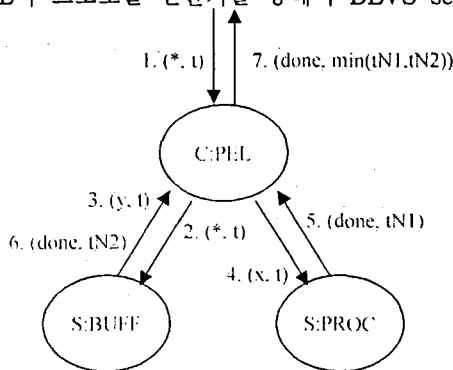 1. (*, t)
7. (done, min(tN1,tN2))
C:PEL
3. (y, t)
2. (*, t)
5. (done, tN1)
6. (done, tN2)
4. (x, t)
S:BUFF
S:PROC